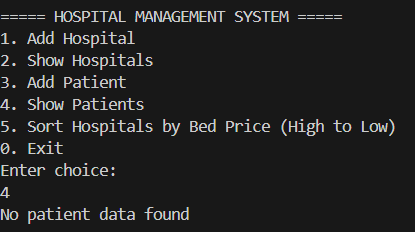 ===== HOSPITAL MANAGEMENT SYSTEM =====
1. Add Hospital
2. Show Hospitals
3. Add Patient
4. Show Patients
5. Sort Hospitals by Bed Price (High to Low)
0. Exit
Enter choice:
4
No patient data found